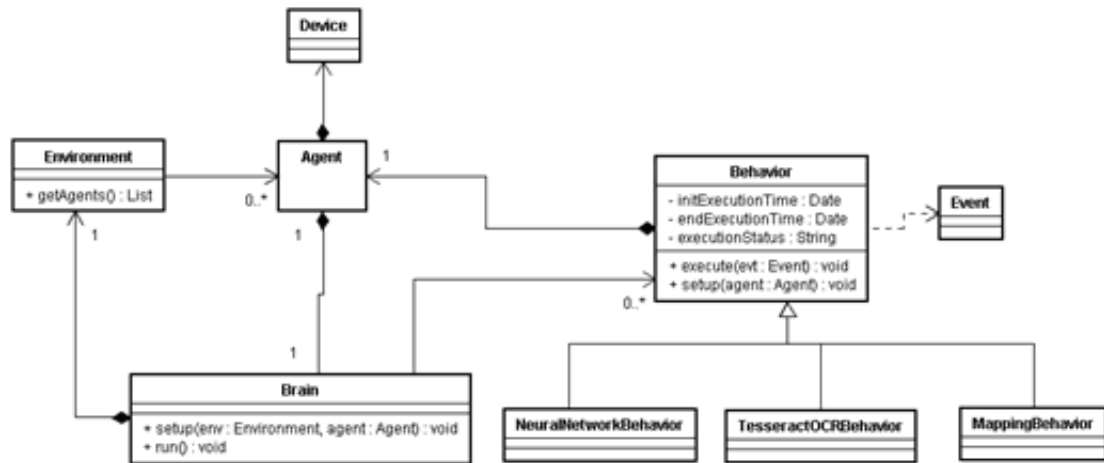 Device
Environment
+ getAgents() : List
1
Agent
0..*
1
1
Behavior
- initExecutionTime : Date
- endExecutionTime : Date
- executionStatus : String
+ execute(evt : Event) : void
+ setup(agent : Agent) : void
Event
0..*
1
Brain
+ setup(env : Environment, agent : Agent) : void
+ run() : void
NeuralNetworkBehavior
TesseractOCRBehavior
MappingBehavior